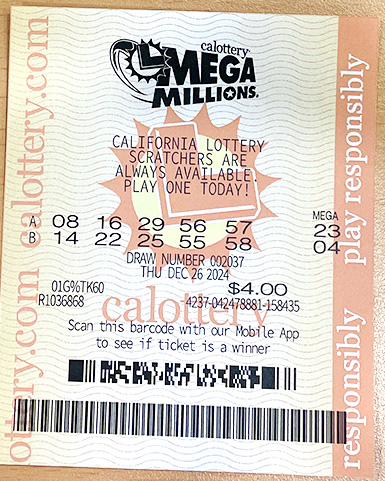 calottery
MEGA
MILLIONS.
CALIFORNIA LOTTERY
SCRATCHERS ARE
ALWAYS AVAILABLE.
PLAY ONE TODAY!
MEGA
A 08 16 29 56 57 23
B 14 22 25 55 58 04
DRAW NUMBER 002037
THU DEC 26 2024
01G%TK60 $4.00
R1036868 4237-042478881-158435
calottery
Scan this barcode with our Mobile App
to see if ticket is a winner
ottery.com calottery.com
responsibly play responsibly